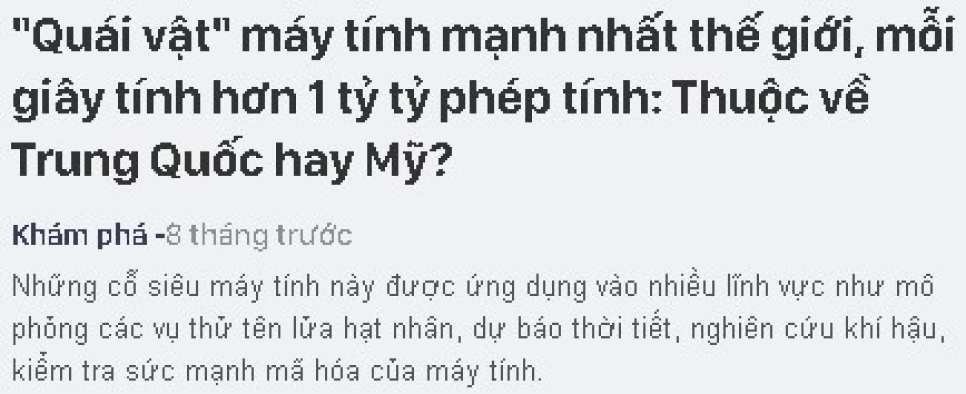 "Quái vật" máy tính mạnh nhất thế giới, mỗi
giây tính hơn 1 tỷ tỷ phép tính: Thuộc về
Trung Quốc hay Mỹ?
Khám phá -8 tháng trước
Những cỗ siêu máy tính này được ứng dụng vào nhiều lĩnh vực như mô
phỏng các vụ thử tên lửa hạt nhân, dự báo thời tiết, nghiên cứu khí hậu,
kiểm tra sức mạnh mã hóa của máy tính.